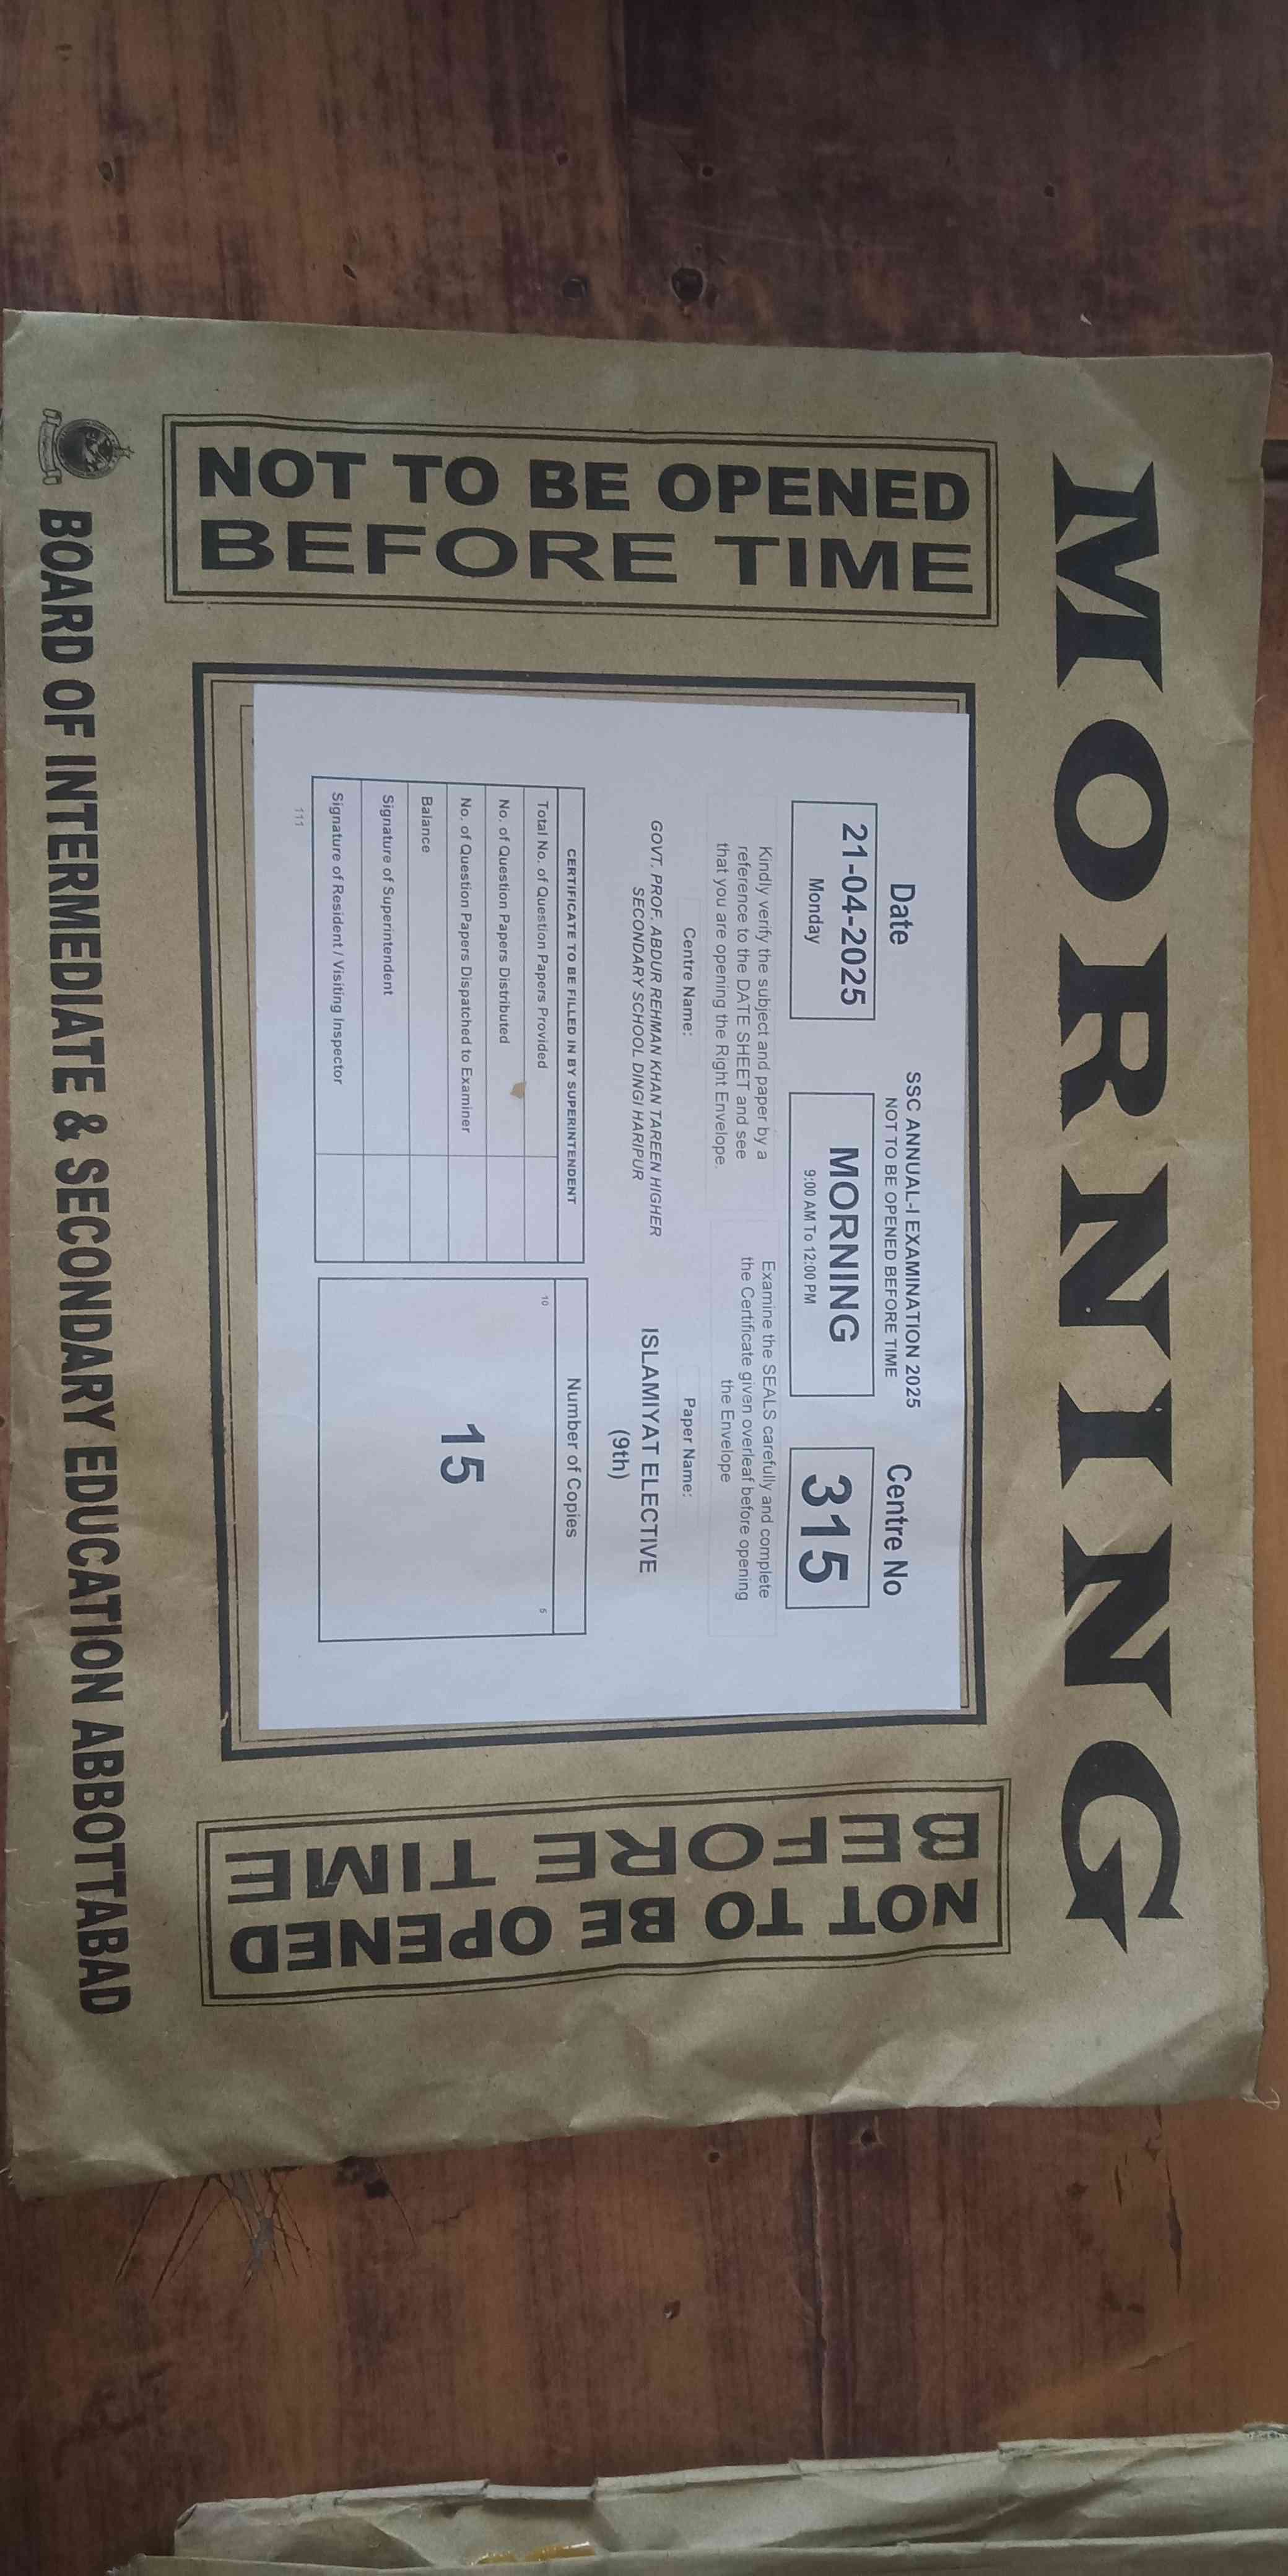 MORNING
NOT TO BE OPENED
BEFORE TIME
SSC ANNUAL-I EXAMINATION 2025
NOT TO BE OPENED BEFORE TIME
Date
Centre No
21-04-2025
Monday
MORNING
9:00 AM To 12:00 PM
315
Kindly verify the subject and paper by a
reference to the DATE SHEET and see
that you are opening the Right Envelope.
Examine the SEALS carefully and complete
the Certificate given overleaf before opening
the Envelope
Centre Name:
Paper Name:
GOVT. PROF. ABDUR REHMAN KHAN TAREEN HIGHER
SECONDARY SCHOOL DINGI HARIPUR
ISLAMIYAT ELECTIVE
(9th)
CERTIFICATE TO BE FILLED IN BY SUPERINTENDENT
Total No. of Question Papers Provided
No. of Question Papers Distributed
No. of Question Papers Dispatched to Examiner
Balance
Signature of Superintendent
Signature of Resident / Visiting Inspector
Number of Copies
10
5
15
111
NOT TO BE OPENED
BEFORE TIME
BOARD OF INTERMEDIATE & SECONDARY EDUCATION ABBOTTABAD